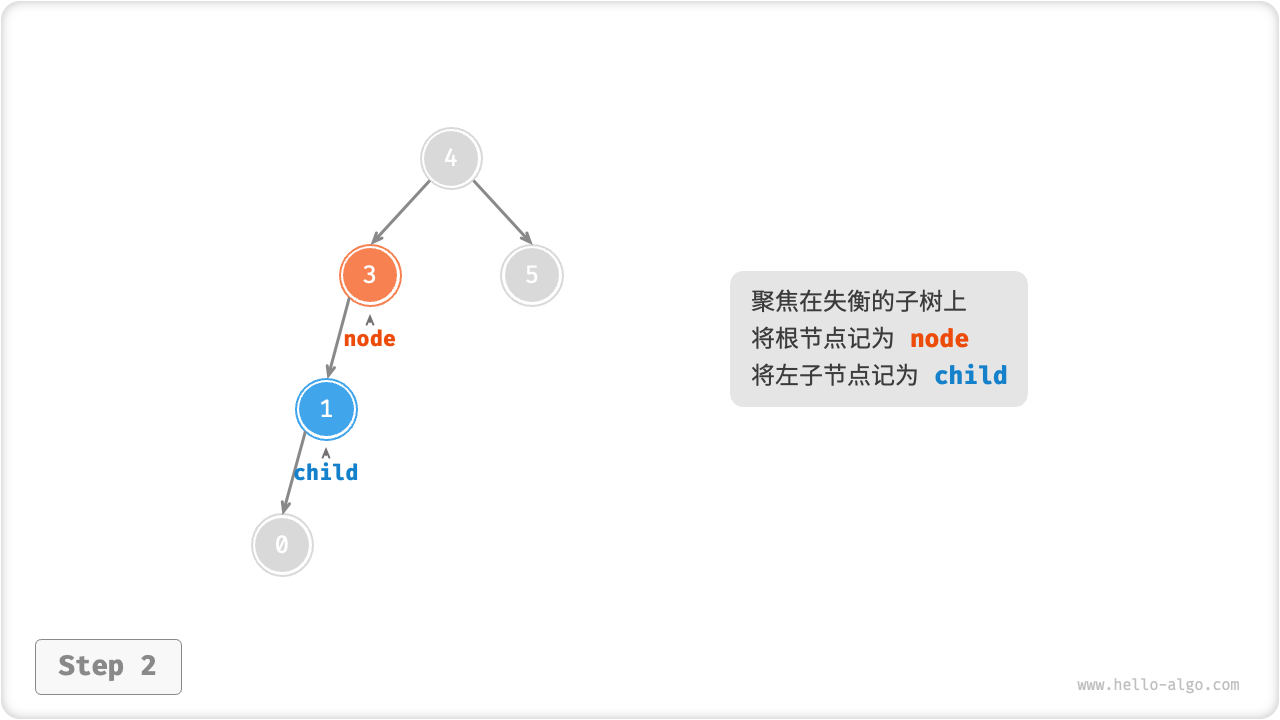 4
3
5
node
1
child
0
聚焦在失衡的子树上
将根节点记为 node
将左子节点记为 child
Step 2
www.hello-algo.com